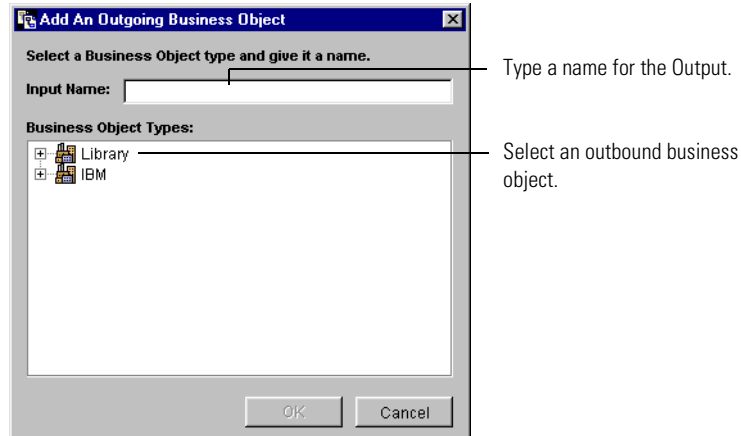 Add An Outgoing Business Object
Select a Business Object type and give it a name.
Input Name:
Type a name for the Output.
Business Object Types:
Library
IBM
Select an outbound business
object.
OK
Cancel